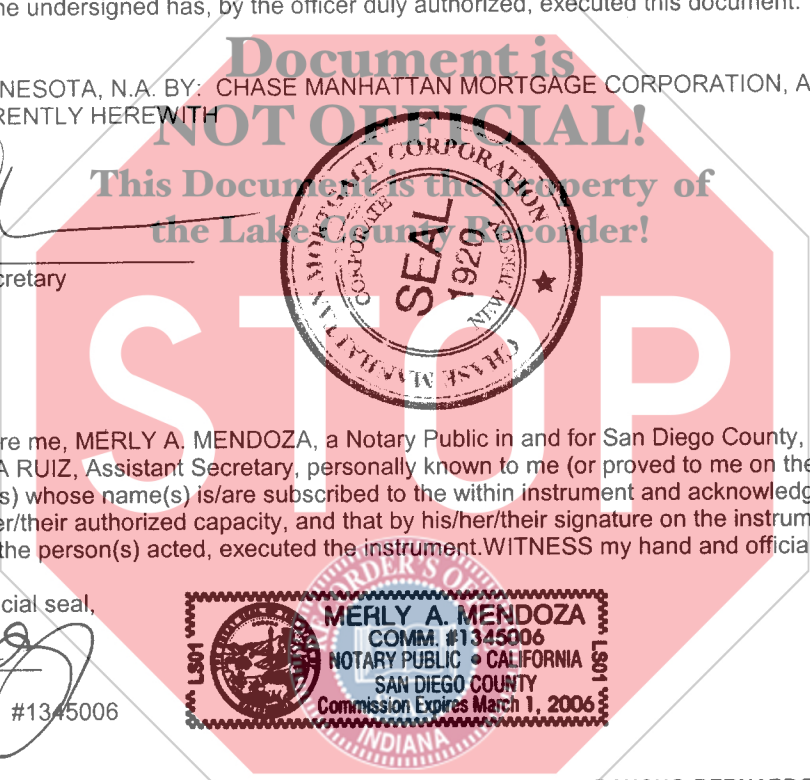 he undersigned has, by the officer duly authorized, executed this document.
Document is
NESOTA, N.A. BY: CHASE MANHATTAN MORTGAGE CORPORATION, A
RENTLY HEREWITH
NOT OFFICIAL!
This Document is the property of
the Lake County Recorder!
CHASE MANHATTAN MORTGAGE CORPORATION
CORPORATE
SEAL
1920
NEW JERSEY
cretary
STOP
re me, MERLY A. MENDOZA, a Notary Public in and for San Diego County,
A RUIZ, Assistant Secretary, personally known to me (or proved to me on the
s) whose name(s) is/are subscribed to the within instrument and acknowledg
er/their authorized capacity, and that by his/her/their signature on the instrum
the person(s) acted, executed the instrument.WITNESS my hand and officia
RECORDER'S OF
cial seal,
MERLY A. MENDOZA
COMM. #1345006
NOTARY PUBLIC CALIFORNIA
SAN DIEGO COUNTY
Commission Expires March 1, 2006
LS01
LS01
#1345006
INDIANA